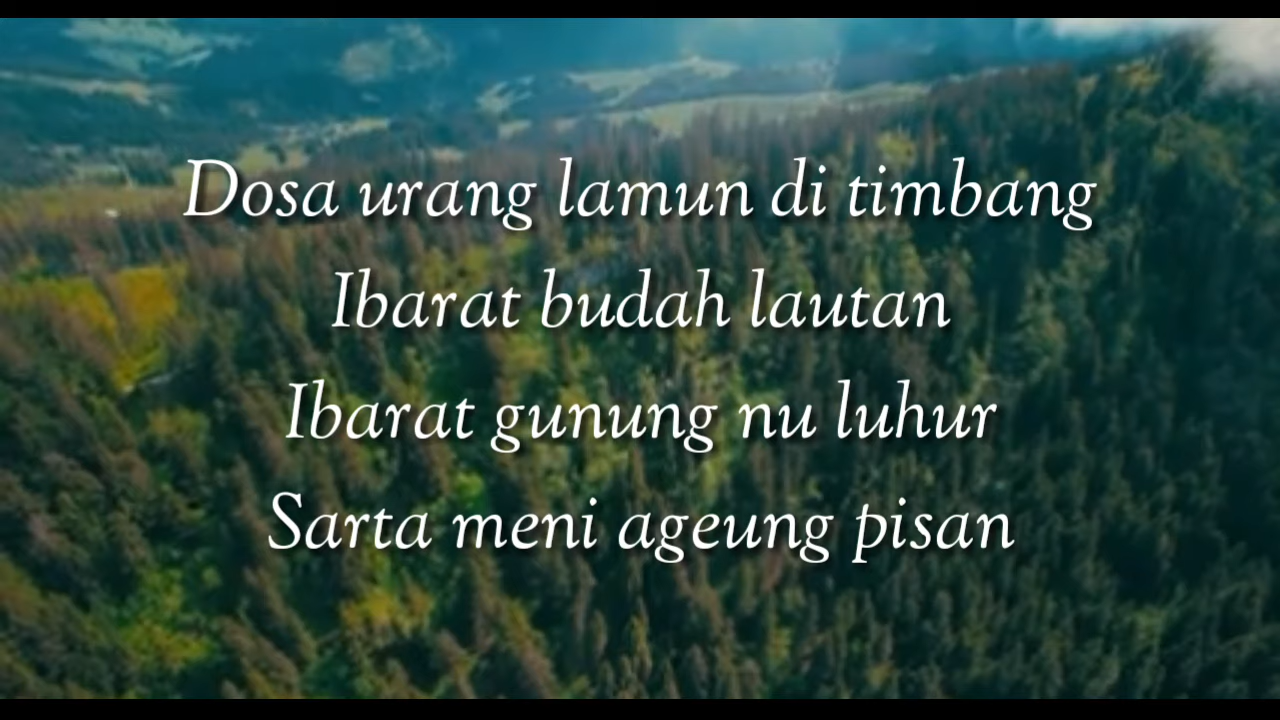 Dosa urang lamun di timbang
Ibarat budah lautan
Ibarat gunung nu luhur
Sarta meni ageung pisan